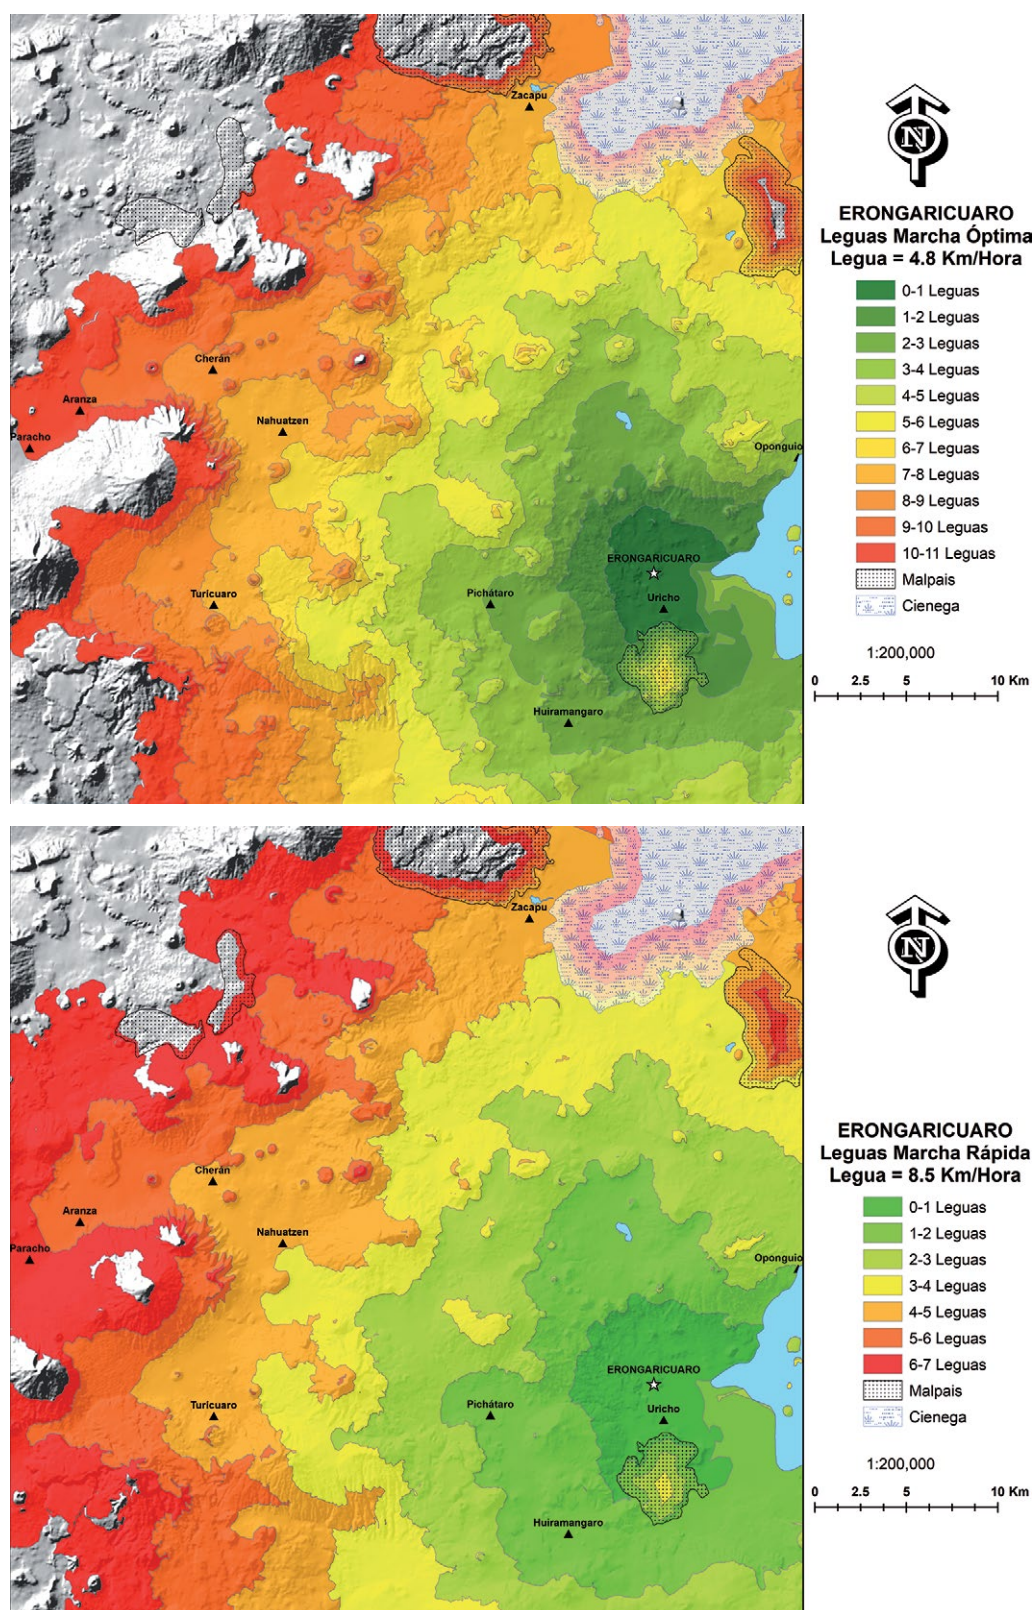 Zacapu
Cherán
Aranza
Paracho
Nahuatzen
Oponguio
ERONGARICUARO
Turicuaro
Pichátaro
Uricho
Huiramangaro
N
ERONGARICUARO
Leguas Marcha Óptima
Legua = 4.8 Km/Hora
0-1 Leguas
1-2 Leguas
2-3 Leguas
3-4 Leguas
4-5 Leguas
5-6 Leguas
6-7 Leguas
7-8 Leguas
8-9 Leguas
9-10 Leguas
10-11 Leguas
Malpais
Cienega
1:200,000
0 2.5 5 10 Km
Zacapu
Cherán
Aranza
Paracho
Nahuatzen
Oponguio
ERONGARICUARO
Turicuaro
Pichátaro
Uricho
Huiramangaro
N
ERONGARICUARO
Leguas Marcha Rápida
Legua = 8.5 Km/Hora
0-1 Leguas
1-2 Leguas
2-3 Leguas
3-4 Leguas
4-5 Leguas
5-6 Leguas
6-7 Leguas
Malpais
Cienega
1:200,000
0 2.5 5 10 Km